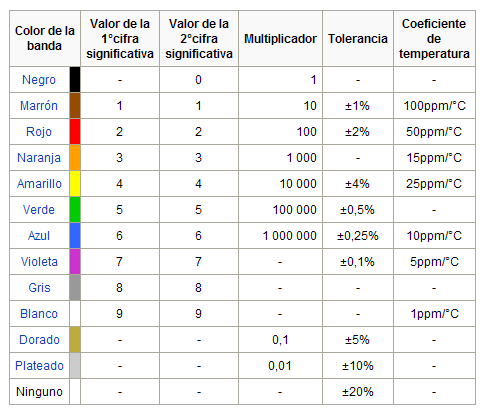 Color de la banda | Valor de la 1°cifra significativa | Valor de la 2°cifra significativa | Multiplicador | Tolerancia | Coeficiente de temperatura
Negro | - | 0 | 1 | - | -
Marrón | 1 | 1 | 10 | ±1% | 100ppm/°C
Rojo | 2 | 2 | 100 | ±2% | 50ppm/°C
Naranja | 3 | 3 | 1 000 | - | 15ppm/°C
Amarillo | 4 | 4 | 10 000 | ±4% | 25ppm/°C
Verde | 5 | 5 | 100 000 | ±0,5% | -
Azul | 6 | 6 | 1 000 000 | ±0,25% | 10ppm/°C
Violeta | 7 | 7 | - | ±0,1% | 5ppm/°C
Gris | 8 | 8 | - | - | -
Blanco | 9 | 9 | - | - | 1ppm/°C
Dorado | - | - | 0,1 | ±5% | -
Plateado | - | - | 0,01 | ±10% | -
Ninguno | - | - | - | ±20% | -